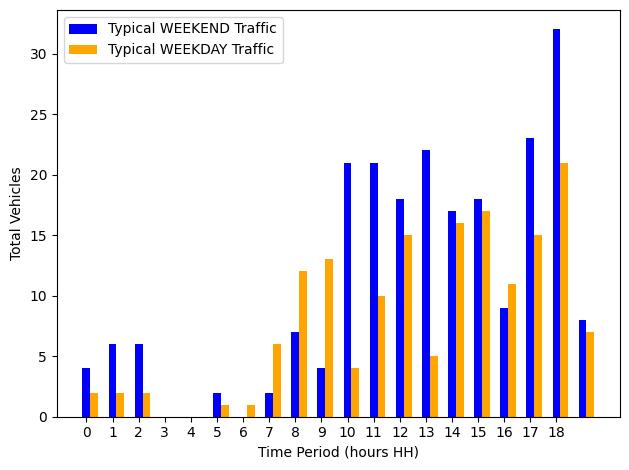 Typical WEEKEND Traffic
Typical WEEKDAY Traffic
Total Vehicles
30
25
20
15
10
5
0
0 1 2 3 4 5 6 7 8 9 10 11 12 13 14 15 16 17 18
Time Period (hours HH)